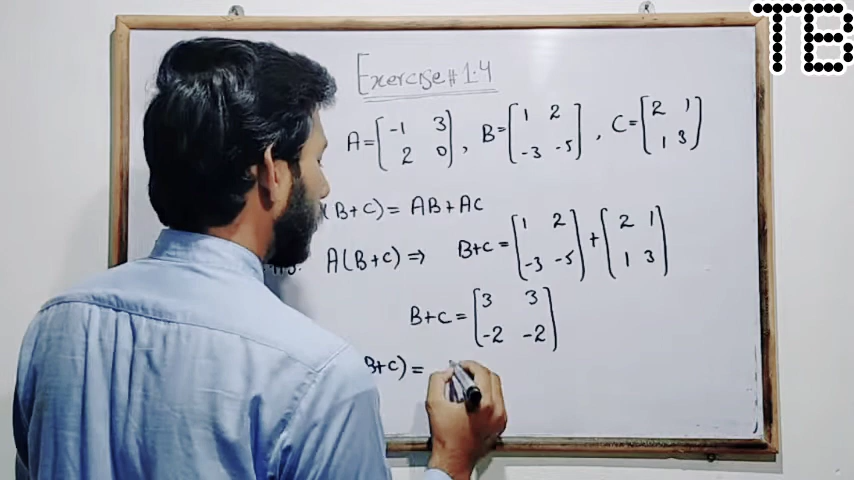 TB
Exercise # 1.4
A = [-1 3 2 0], B = [1 2 -3 -5], C = [2 1 1 3]
(B+C) = AB + AC
A(B+C) ⇒ B+C = [1 2 -3 -5] + [2 1 1 3]
B+C = [3 3 -2 -2]
B+C) =